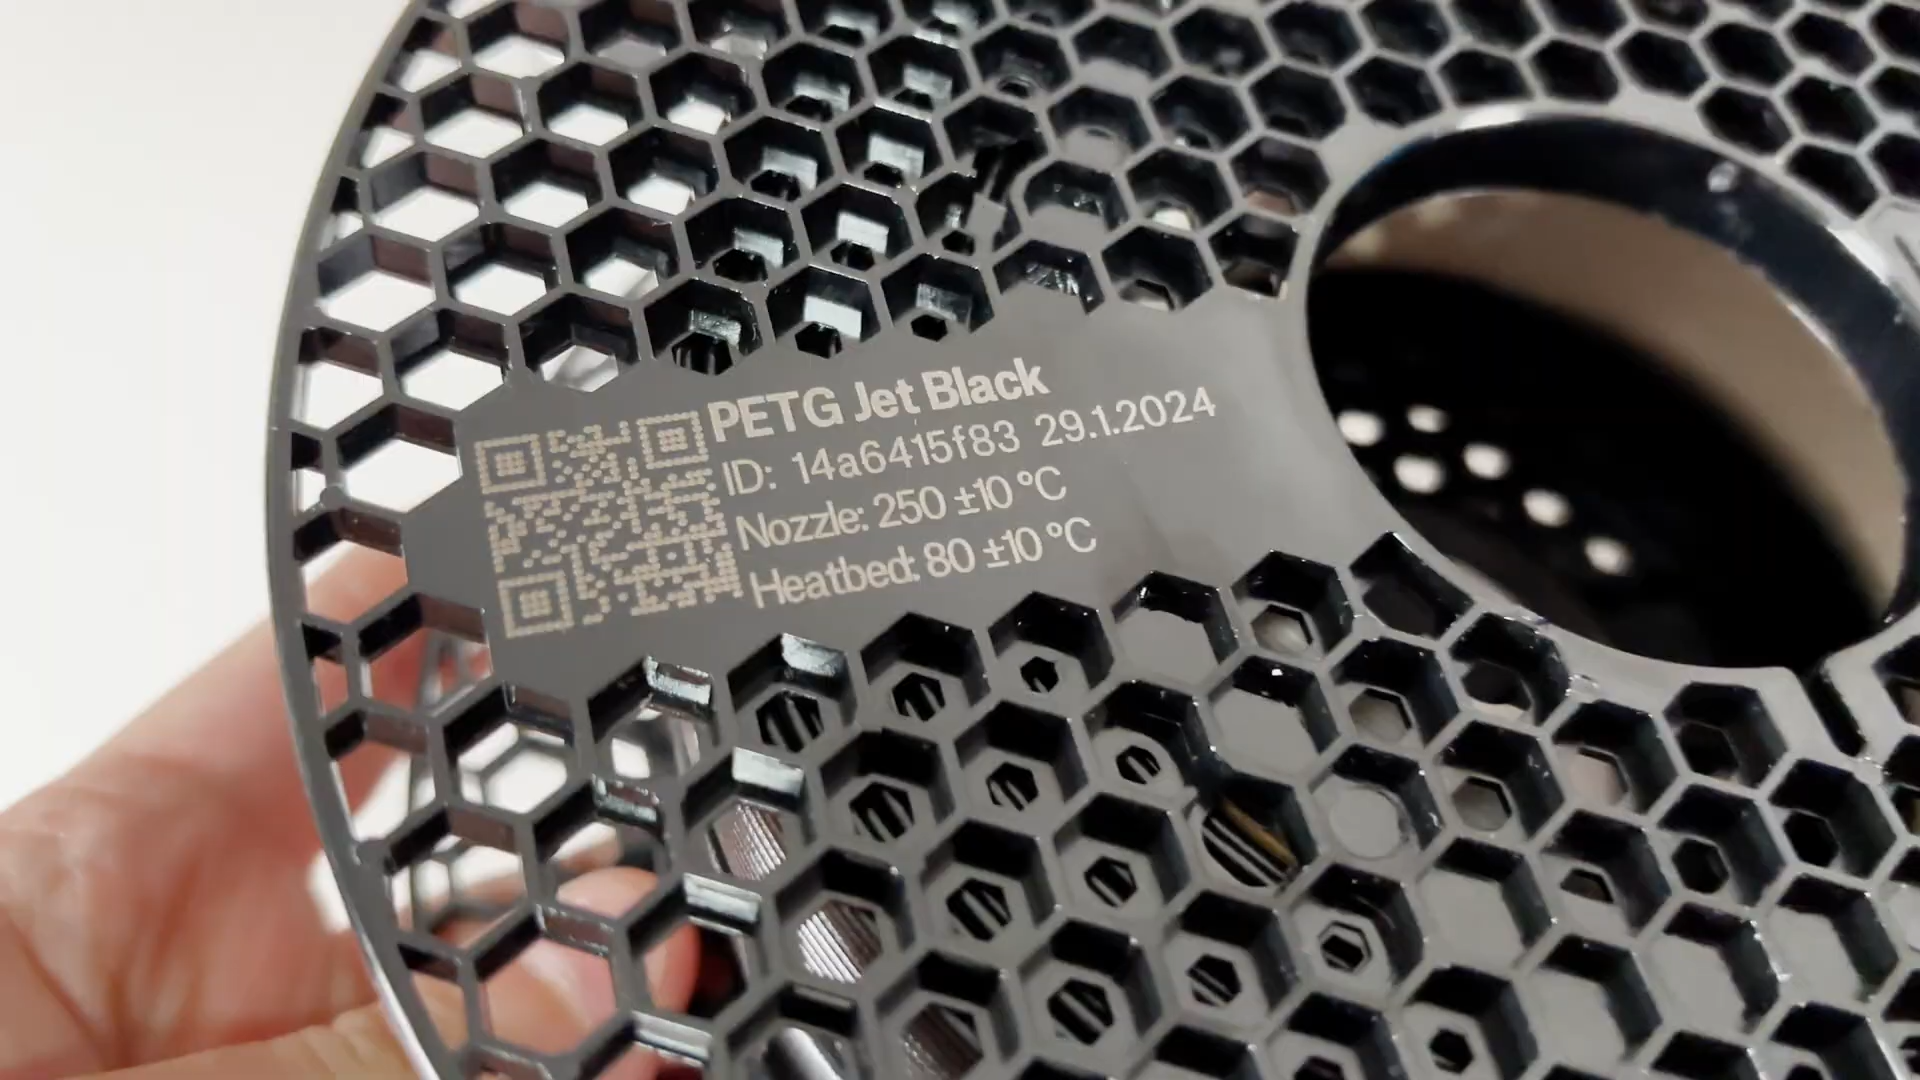 PETG Jet Black
ID: 14a6415f83 29.1.2024
Nozzle: 250 ±10 °C
Heatbed: 80 ±10 °C